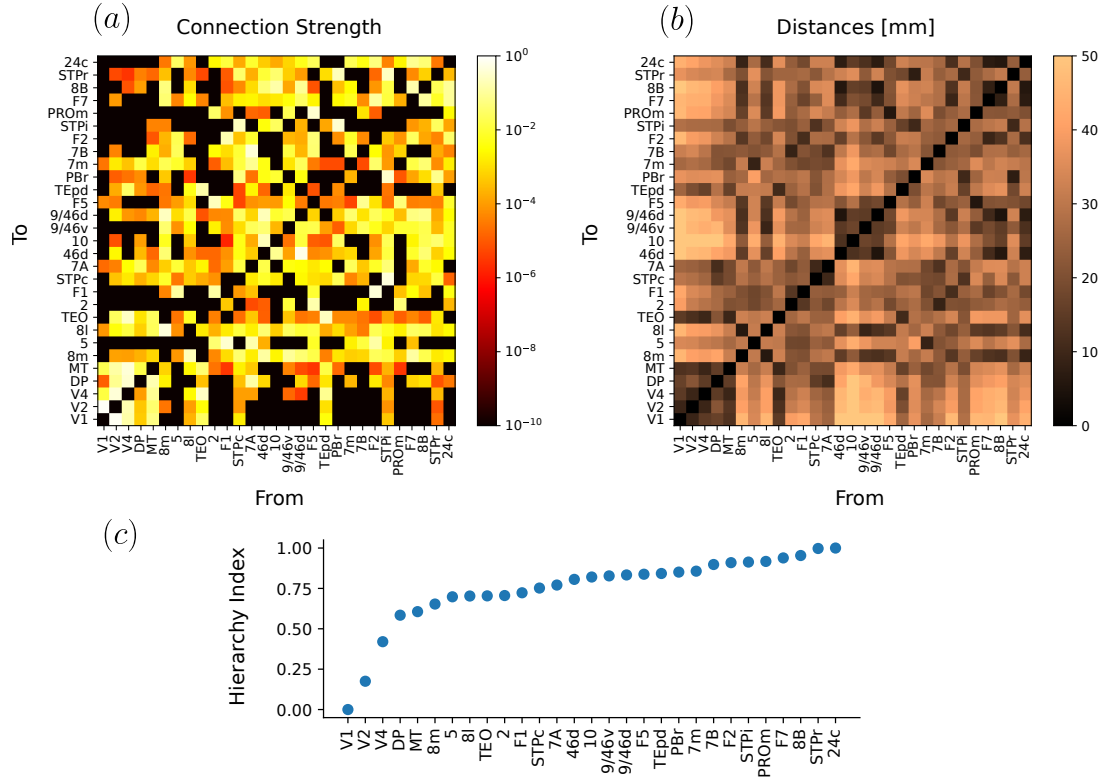 (a)
Connection Strength
To
24c
STPr
8B
F7
PROm
STPi
F2
7B
7m
PBr
TEpd
F5
9/46d
9/46v
10
46d
7A
STPc
F1
2
TEO
8l
5
8m
MT
DP
V4
V2
V1
V1 V2 V4 DP MT 8m 5 8l TEO 2 F1 STPc 7A 46d 10 9/46v 9/46d F5 TEpd PBr 7m 7B F2 STPi PROm F7 8B STPr 24c
From
10^0
10^-2
10^-4
10^-6
10^-8
10^-10
(b)
Distances [mm]
To
24c
STPr
8B
F7
PROm
STPi
F2
7B
7m
PBr
TEpd
F5
9/46d
9/46v
10
46d
7A
STPc
F1
2
TEO
8l
5
8m
MT
DP
V4
V2
V1
V1 V2 V4 DP MT 8m 5 8l TEO 2 F1 STPc 7A 46d 10 9/46v 9/46d F5 TEpd PBr 7m 7B F2 STPi PROm F7 8B STPr 24c
From
50
40
30
20
10
0
(c)
Hierarchy Index
1.00
0.75
0.50
0.25
0.00
V1 V2 V4 DP MT 8m 5 8l TEO 2 F1 STPc 7A 46d 10 9/46v 9/46d F5 TEpd PBr 7m 7B F2 STPi PROm F7 8B STPr 24c